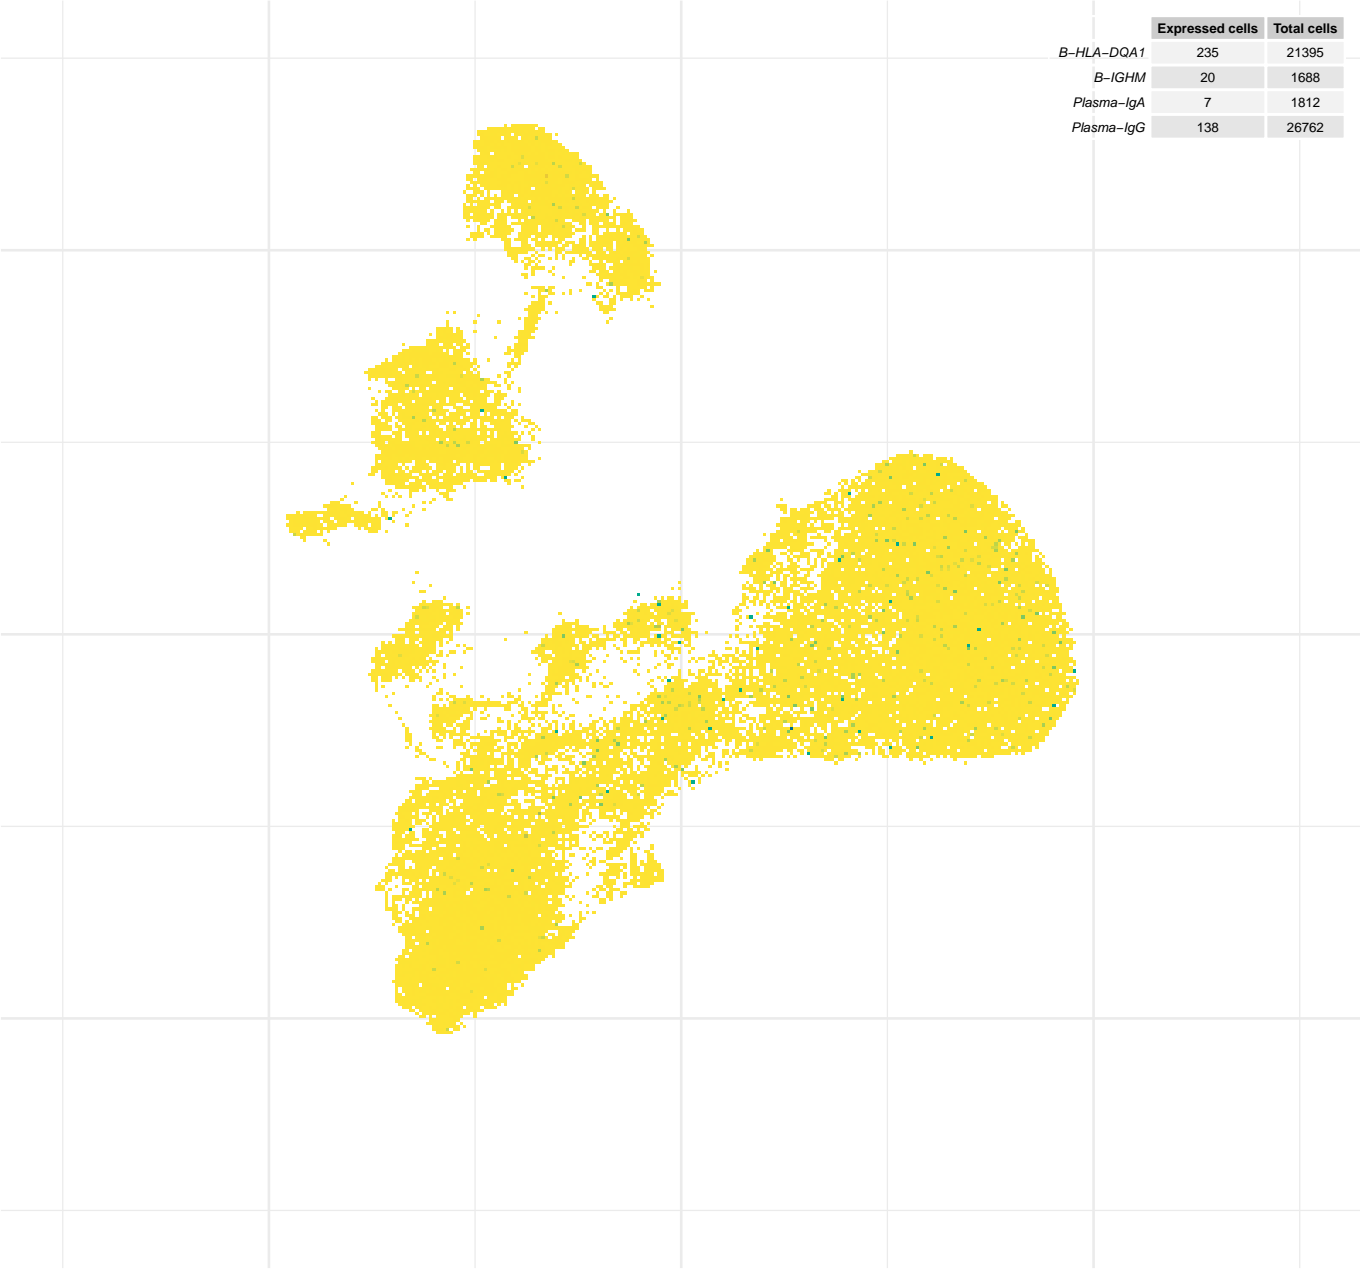 Expressed cells Total cells
B−HLA−DQA1 235 21395
B−IGHM 20 1688
Plasma−IgA 7 1812
Plasma−IgG 138 26762